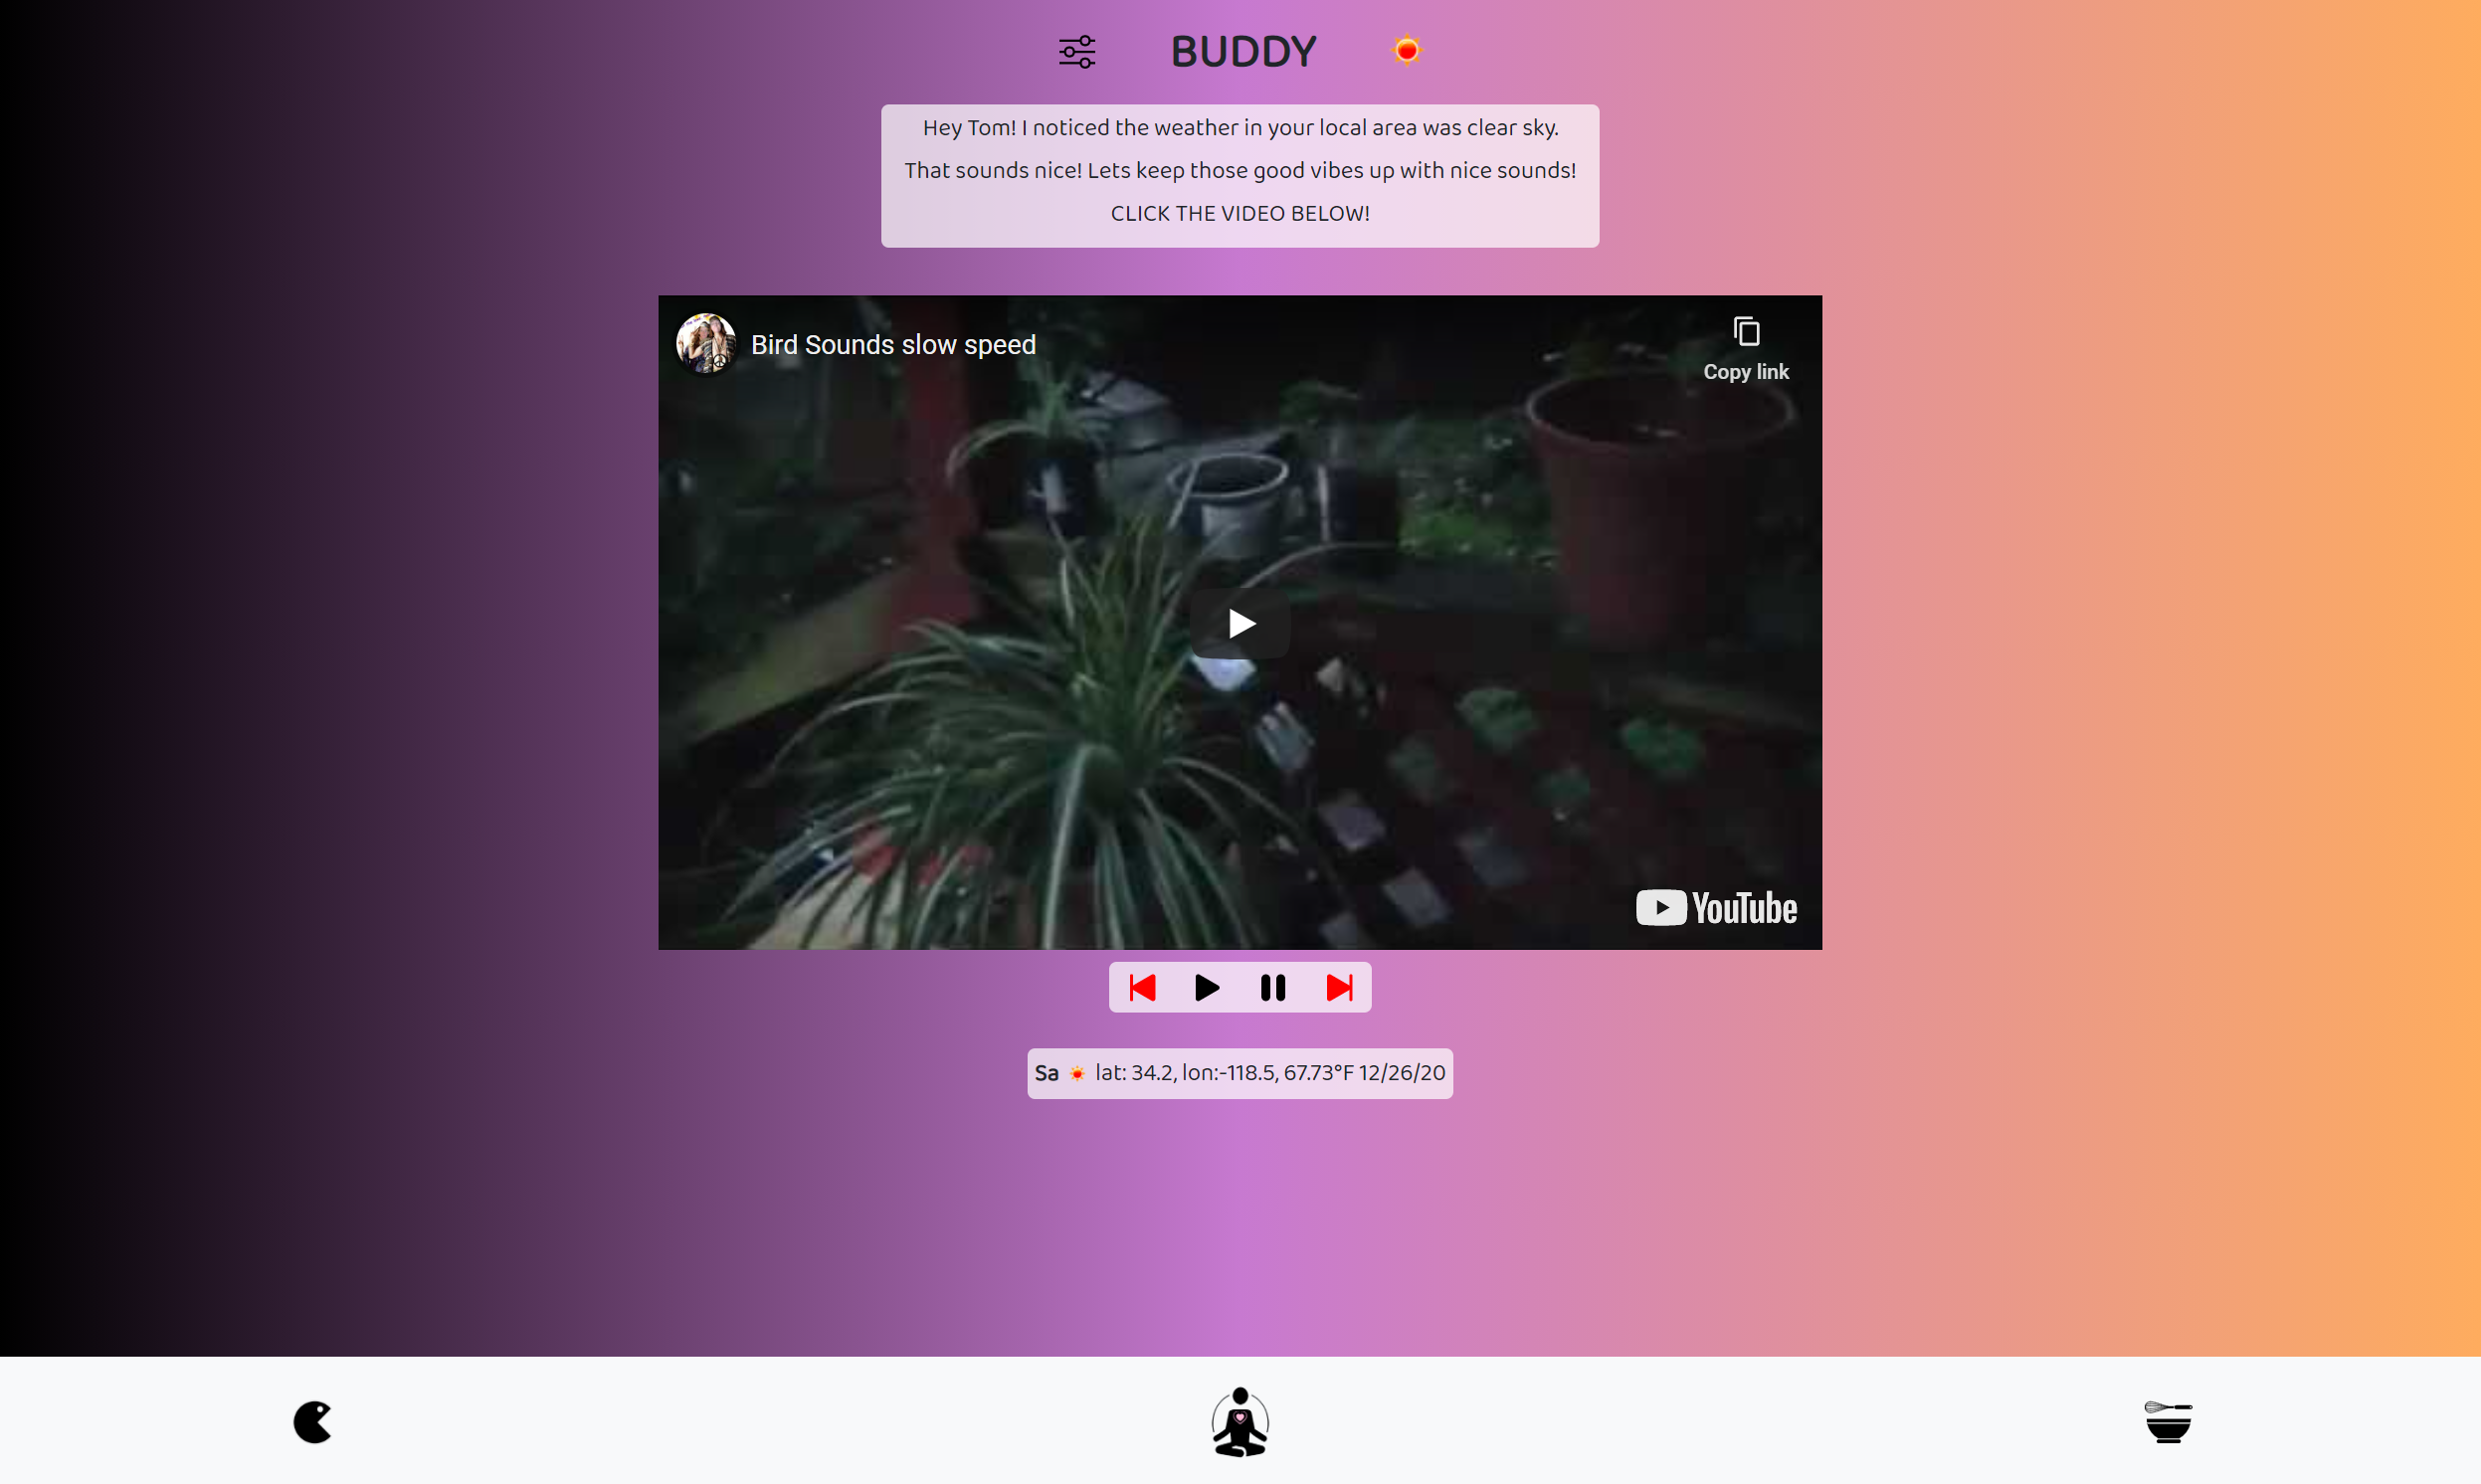 BUDDY
Hey Tom! I noticed the weather in your local area was clear sky.
That sounds nice! Lets keep those good vibes up with nice sounds!
CLICK THE VIDEO BELOW!
Bird Sounds slow speed
Copy link
YouTube
Sa lat: 34.2, lon:-118.5, 67.73°F 12/26/20